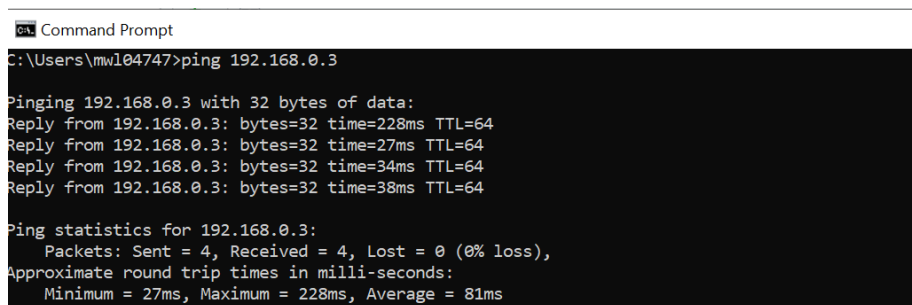 Command Prompt
C:\Users\mwl04747>ping 192.168.0.3
Pinging 192.168.0.3 with 32 bytes of data:
Reply from 192.168.0.3: bytes=32 time=228ms TTL=64
Reply from 192.168.0.3: bytes=32 time=27ms TTL=64
Reply from 192.168.0.3: bytes=32 time=34ms TTL=64
Reply from 192.168.0.3: bytes=32 time=38ms TTL=64
Ping statistics for 192.168.0.3:
    Packets: Sent = 4, Received = 4, Lost = 0 (0% loss),
Approximate round trip times in milli-seconds:
    Minimum = 27ms, Maximum = 228ms, Average = 81ms